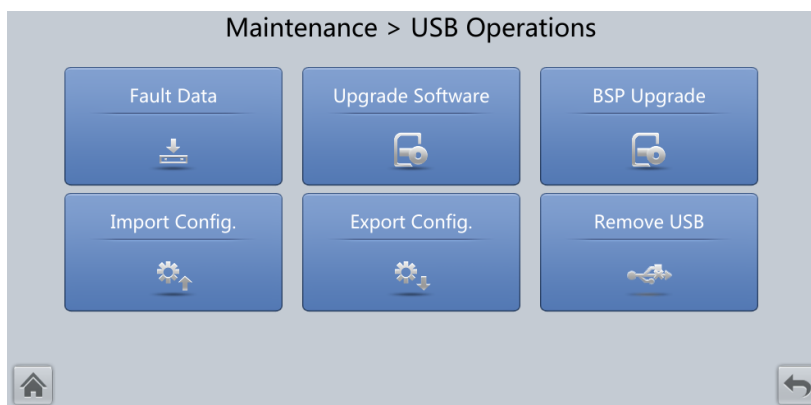 Maintenance > USB Operations
Fault Data
Upgrade Software
BSP Upgrade
Import Config.
Export Config.
Remove USB